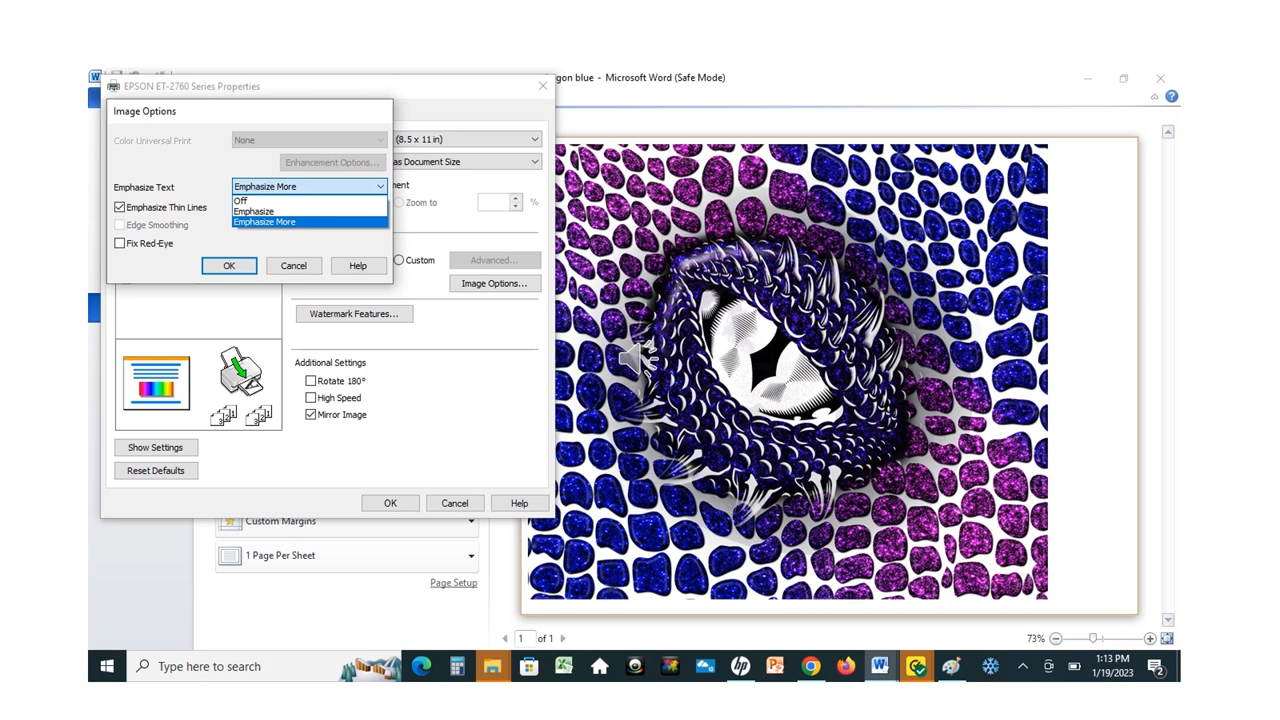 gon blue - Microsoft Word (Safe Mode)
EPSON ET-2760 Series Properties
Image Options
Color Universal Print
None
Enhancement Options...
Emphasize Text
Emphasize More
Off
Emphasize
Emphasize More
Emphasize Thin Lines
Edge Smoothing
Fix Red-Eye
OK
Cancel
Help
(8.5 x 11 in)
as Document Size
ment
Zoom to
%
Custom
Advanced...
Image Options...
Watermark Features...
Additional Settings
Rotate 180°
High Speed
Mirror Image
Show Settings
Reset Defaults
OK
Cancel
Help
Custom Margins
1 Page Per Sheet
Page Setup
1 of 1
73%
Type here to search
1:13 PM
1/19/2023
2